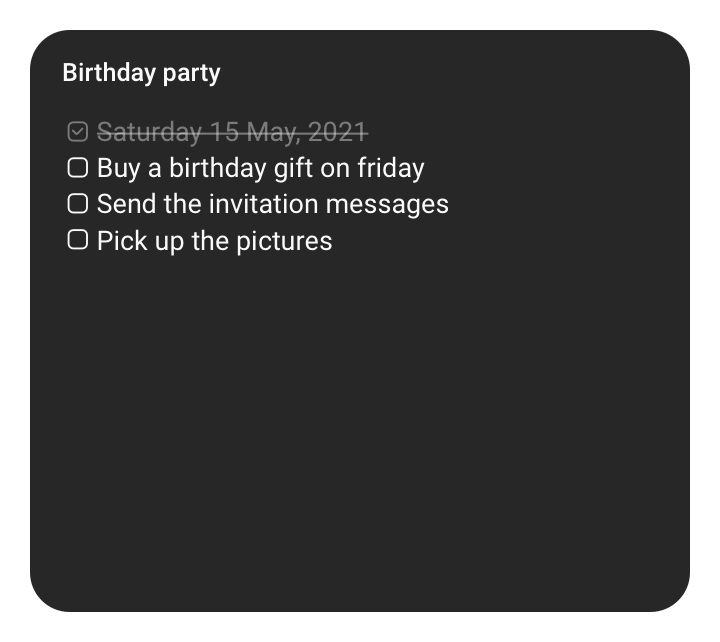 Birthday party
Saturday 15 May, 2021
Buy a birthday gift on friday
Send the invitation messages
Pick up the pictures